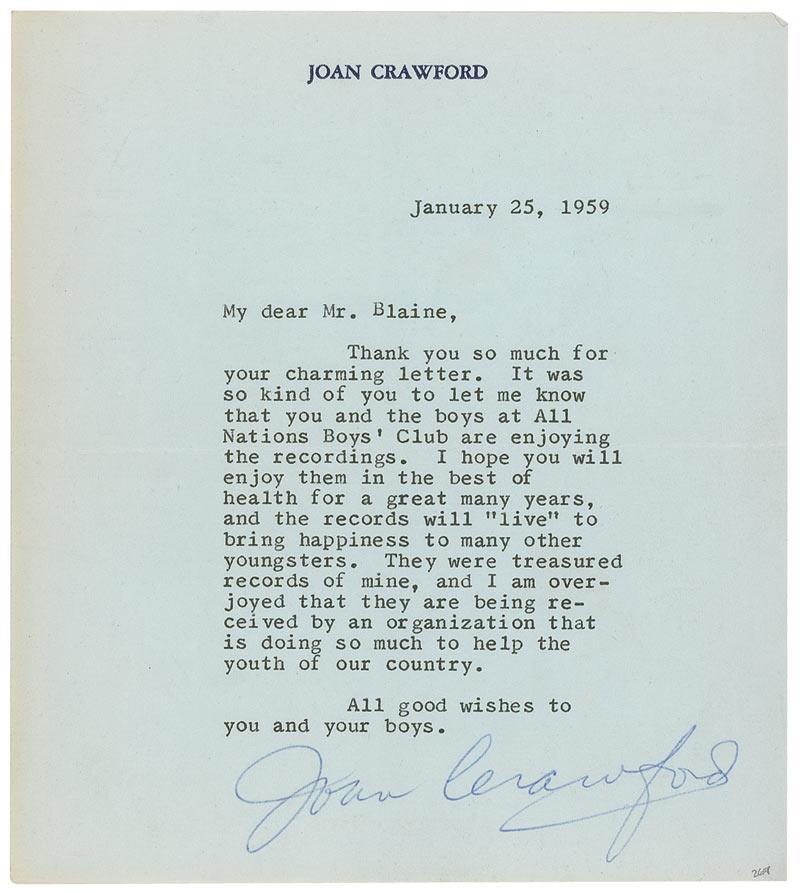 JOAN CRAWFORD
January 25, 1959
My dear Mr. Blaine,
Thank you so much for
your charming letter.  It was
so kind of you to let me know
that you and the boys at All
Nations Boys' Club are enjoying
the recordings.  I hope you will
enjoy them in the best of
health for a great many years,
and the records will "live" to
bring happiness to many other
youngsters.  They were treasured
records of mine, and I am over-
joyed that they are being re-
ceived by an organization that
is doing so much to help the
youth of our country.
All good wishes to
you and your boys.
Joan Crawford